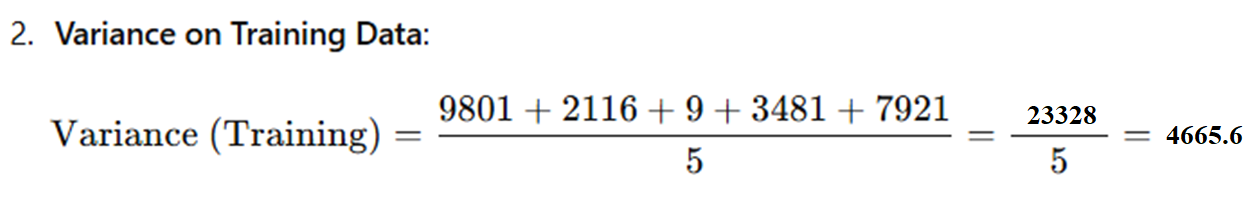 2. Variance on Training Data:
Variance (Training) = (9801 + 2116 + 9 + 3481 + 7921) / 5 = 23328 / 5 = 4665.6